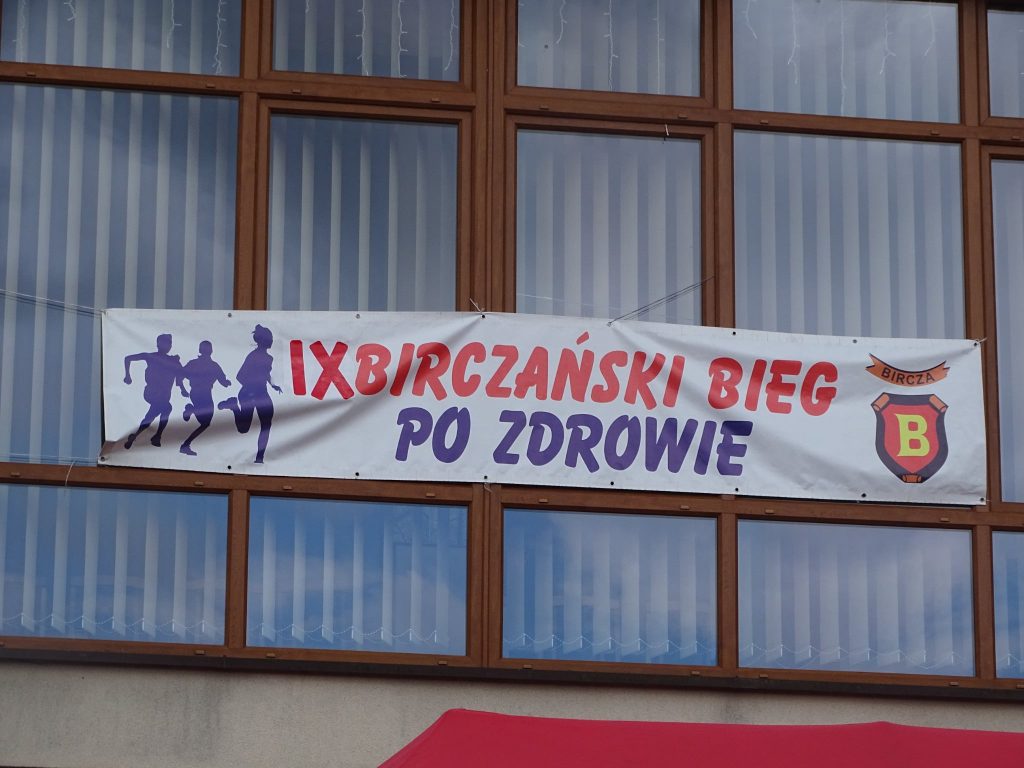 IX BIRCZAŃSKI BIEG
PO ZDROWIE
BIRCZA
B